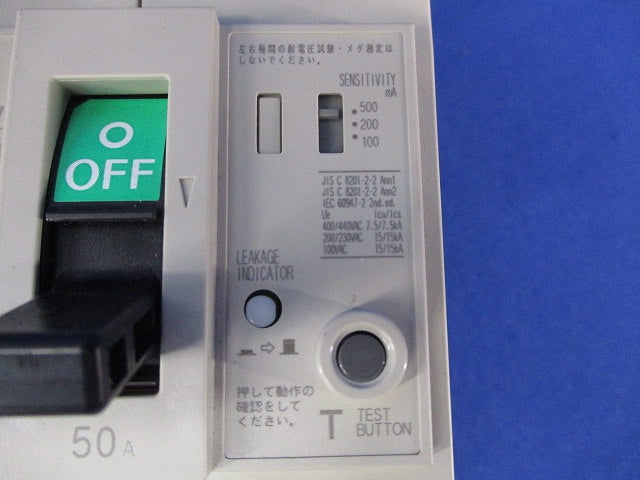 左右極間の耐電圧試験・メグ測定は
しないでください。
SENSITIVITY
mA
500
200
100
O
OFF
JIS C 8201-2-2 Ann1
JIS C 8201-2-2 Ann2
IEC 60947-2 2nd.ed.
Ue Icu/Ics
400/440VAC 7.5/7.5kA
200/230VAC 15/15kA
100VAC 15/15kA
LEAKAGE
INDICATOR
押して動作の
確認をして
ください。
T TEST
BUTTON
50A